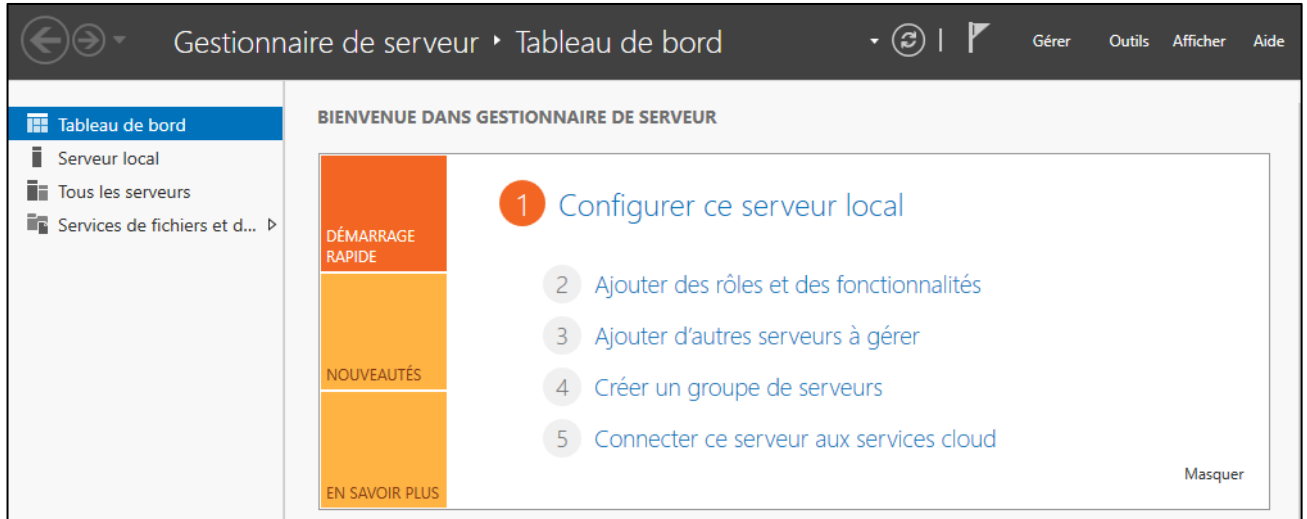 Gestionnaire de serveur ‣ Tableau de bord
Gérer Outils Afficher Aide
Tableau de bord
Serveur local
Tous les serveurs
Services de fichiers et d...
BIENVENUE DANS GESTIONNAIRE DE SERVEUR
DÉMARRAGE
RAPIDE
NOUVEAUTÉS
EN SAVOIR PLUS
1 Configurer ce serveur local
2 Ajouter des rôles et des fonctionnalités
3 Ajouter d’autres serveurs à gérer
4 Créer un groupe de serveurs
5 Connecter ce serveur aux services cloud
Masquer